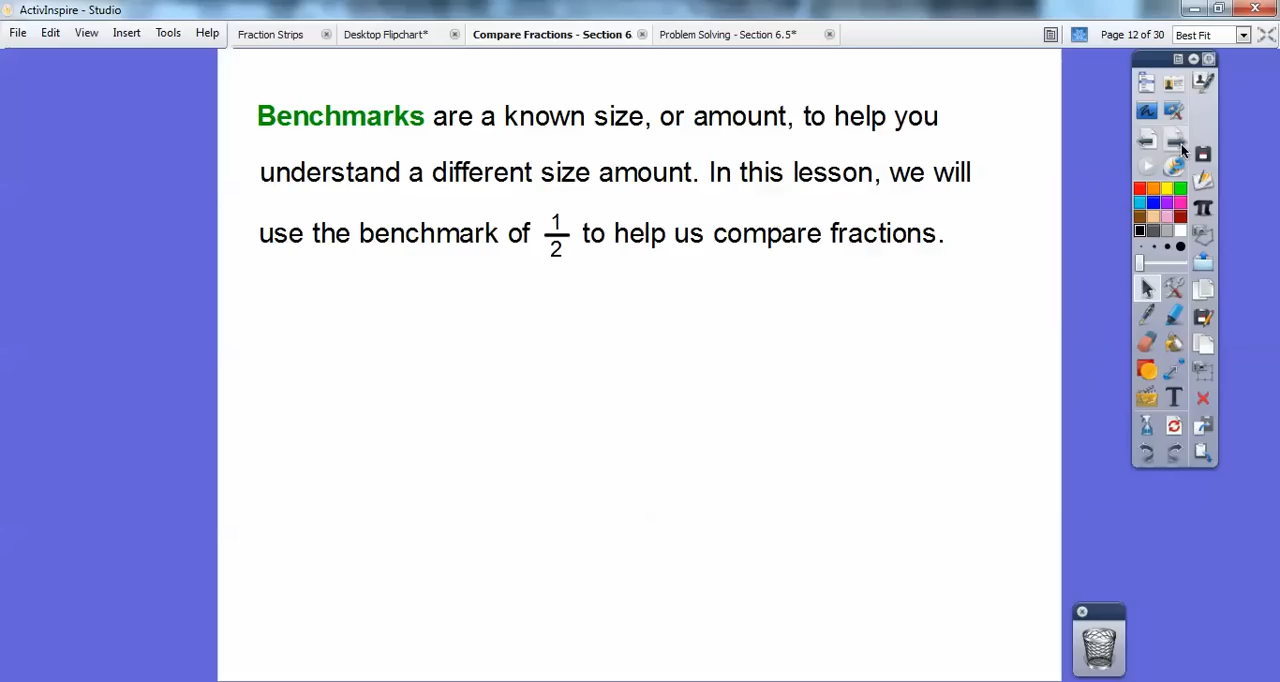 ActivInspire - Studio
File Edit View Insert Tools Help
Fraction Strips Desktop Flipchart* Compare Fractions - Section 6. Problem Solving - Section 6.5* Page 12 of 30 Best Fit
Benchmarks are a known size, or amount, to help you
understand a different size amount. In this lesson, we will
use the benchmark of 1/2 to help us compare fractions.